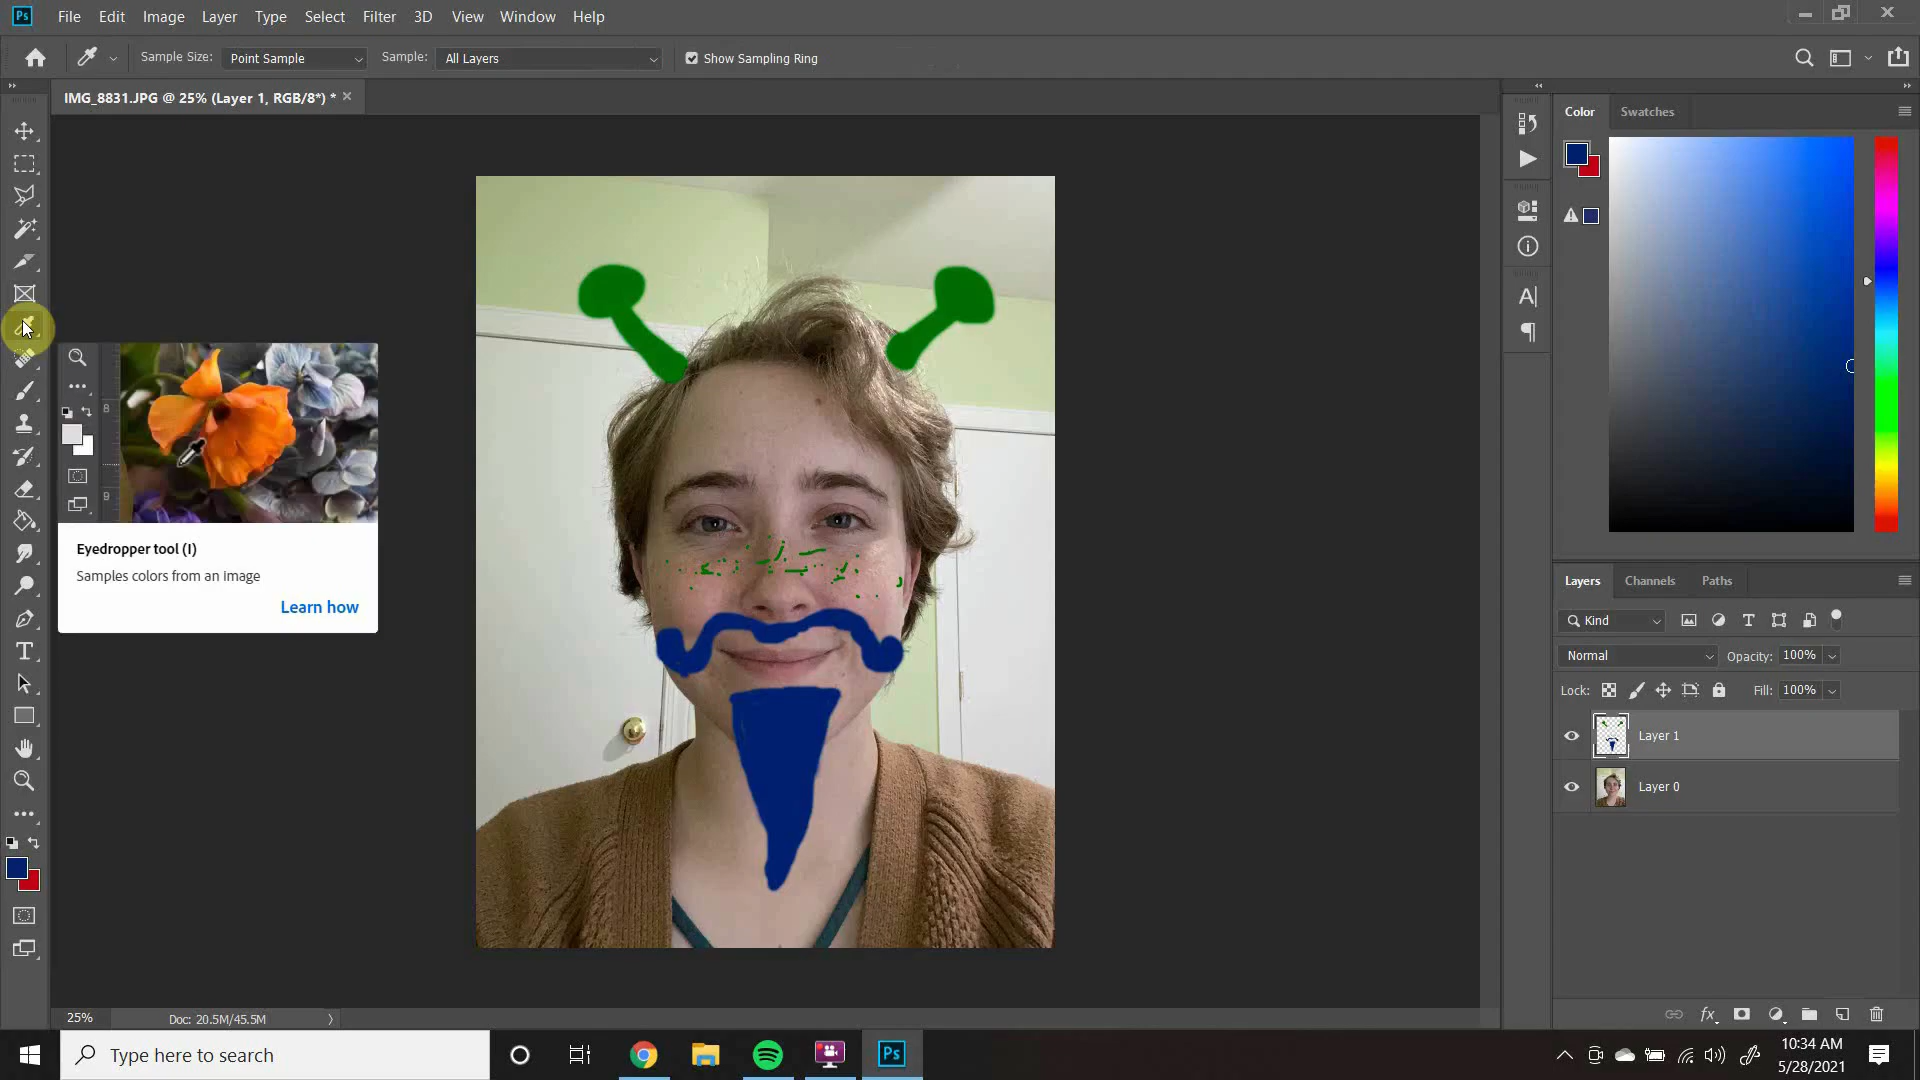 Ps File Edit Image Layer Type Select Filter 3D View Window Help
Sample Size: Point Sample Sample: All Layers Show Sampling Ring
IMG_8831.JPG @ 25% (Layer 1, RGB/8*) *
Color Swatches
Eyedropper tool (I)
Samples colors from an image
Learn how
Layers Channels Paths
Kind
Normal Opacity: 100%
Lock: Fill: 100%
Layer 1
Layer 0
25% Doc: 20.5M/45.5M
Type here to search
Ps
10:34 AM
5/28/2021